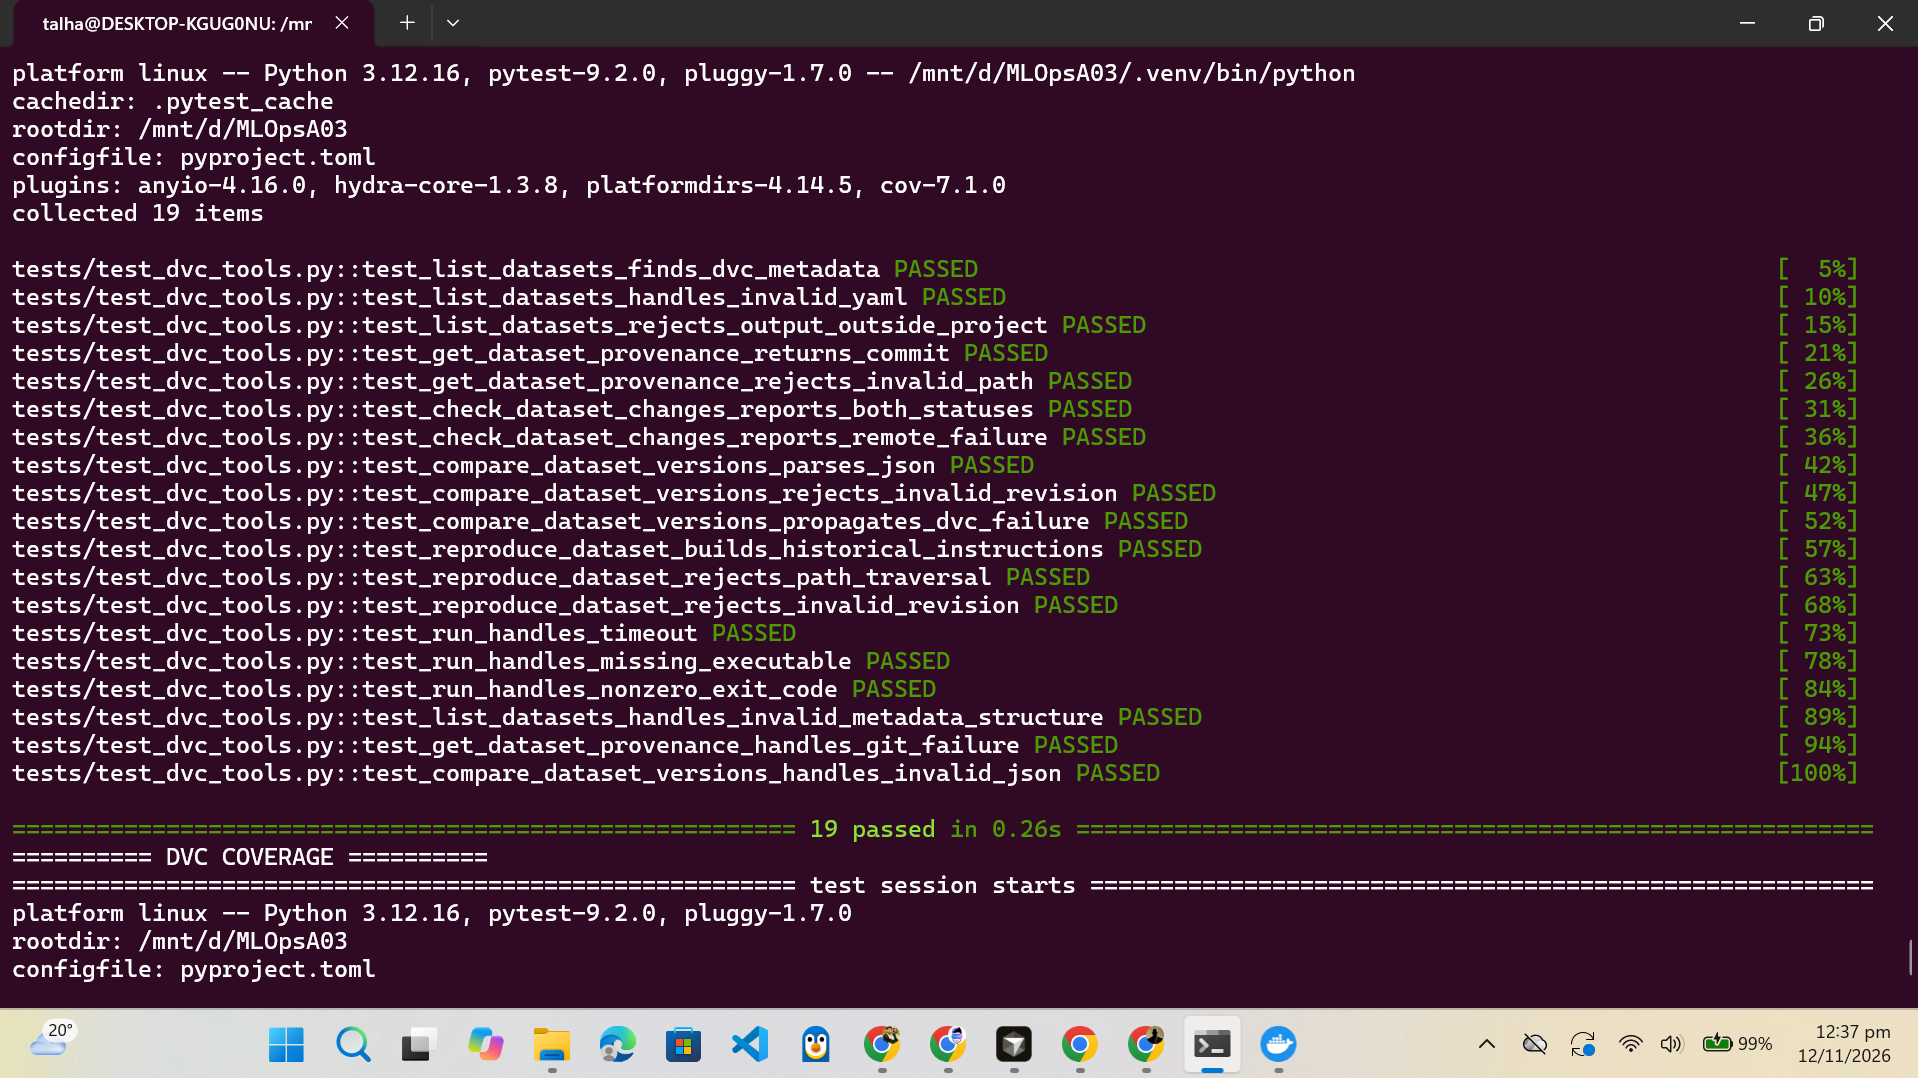 talha@DESKTOP-KGUG0NU: /mr
platform linux -- Python 3.12.16, pytest-9.2.0, pluggy-1.7.0 -- /mnt/d/MLOpsA03/.venv/bin/python
cachedir: .pytest_cache
rootdir: /mnt/d/MLOpsA03
configfile: pyproject.toml
plugins: anyio-4.16.0, hydra-core-1.3.8, platformdirs-4.14.5, cov-7.1.0
collected 19 items
tests/test_dvc_tools.py::test_list_datasets_finds_dvc_metadata PASSED [  5%]
tests/test_dvc_tools.py::test_list_datasets_handles_invalid_yaml PASSED [ 10%]
tests/test_dvc_tools.py::test_list_datasets_rejects_output_outside_project PASSED [ 15%]
tests/test_dvc_tools.py::test_get_dataset_provenance_returns_commit PASSED [ 21%]
tests/test_dvc_tools.py::test_get_dataset_provenance_rejects_invalid_path PASSED [ 26%]
tests/test_dvc_tools.py::test_check_dataset_changes_reports_both_statuses PASSED [ 31%]
tests/test_dvc_tools.py::test_check_dataset_changes_reports_remote_failure PASSED [ 36%]
tests/test_dvc_tools.py::test_compare_dataset_versions_parses_json PASSED [ 42%]
tests/test_dvc_tools.py::test_compare_dataset_versions_rejects_invalid_revision PASSED [ 47%]
tests/test_dvc_tools.py::test_compare_dataset_versions_propagates_dvc_failure PASSED [ 52%]
tests/test_dvc_tools.py::test_reproduce_dataset_builds_historical_instructions PASSED [ 57%]
tests/test_dvc_tools.py::test_reproduce_dataset_rejects_path_traversal PASSED [ 63%]
tests/test_dvc_tools.py::test_reproduce_dataset_rejects_invalid_revision PASSED [ 68%]
tests/test_dvc_tools.py::test_run_handles_timeout PASSED [ 73%]
tests/test_dvc_tools.py::test_run_handles_missing_executable PASSED [ 78%]
tests/test_dvc_tools.py::test_run_handles_nonzero_exit_code PASSED [ 84%]
tests/test_dvc_tools.py::test_list_datasets_handles_invalid_metadata_structure PASSED [ 89%]
tests/test_dvc_tools.py::test_get_dataset_provenance_handles_git_failure PASSED [ 94%]
tests/test_dvc_tools.py::test_compare_dataset_versions_handles_invalid_json PASSED [100%]
======================================================== 19 passed in 0.26s =========================================================
========== DVC COVERAGE ==========
======================================================== test session starts ========================================================
platform linux -- Python 3.12.16, pytest-9.2.0, pluggy-1.7.0
rootdir: /mnt/d/MLOpsA03
configfile: pyproject.toml
20°
99%
12:37 pm
12/11/2026